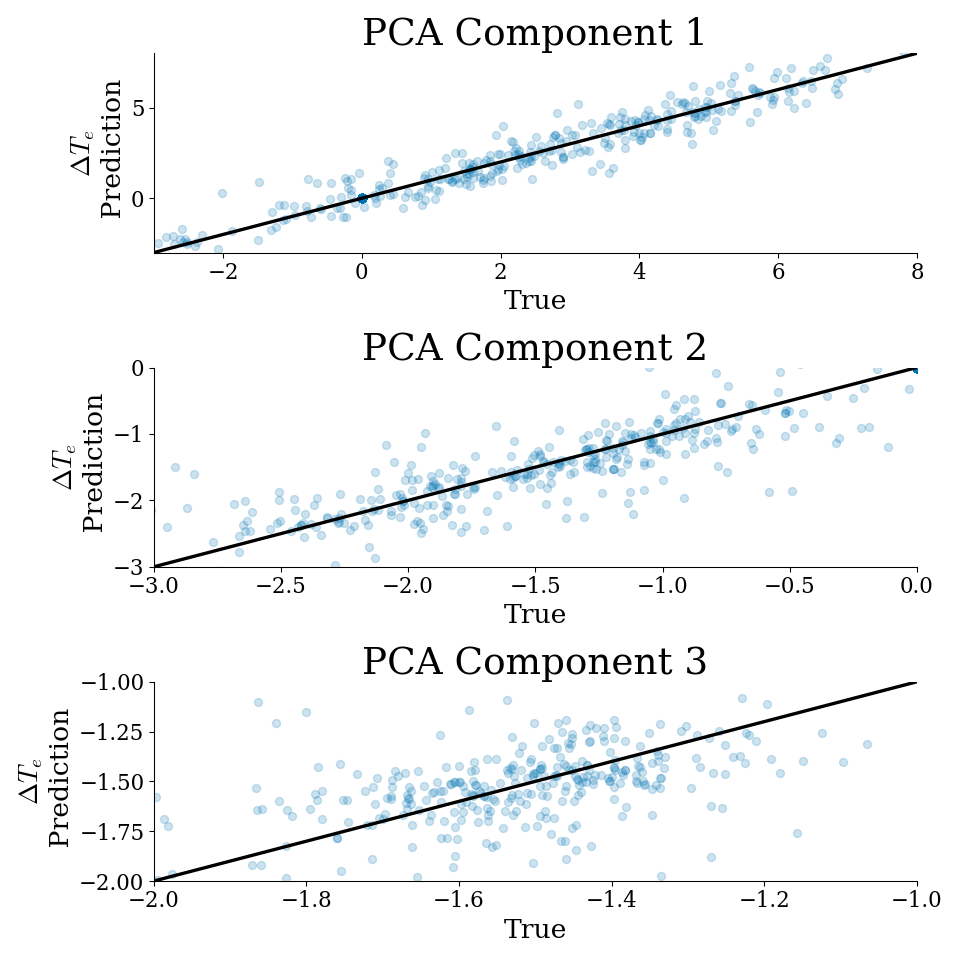 PCA Component 1
ΔTₑ
Prediction
5
0
−2 0 2 4 6 8
True
PCA Component 2
ΔTₑ
Prediction
0
−1
−2
−3
−3.0 −2.5 −2.0 −1.5 −1.0 −0.5 0.0
True
PCA Component 3
ΔTₑ
Prediction
−1.00
−1.25
−1.50
−1.75
−2.00
−2.0 −1.8 −1.6 −1.4 −1.2 −1.0
True